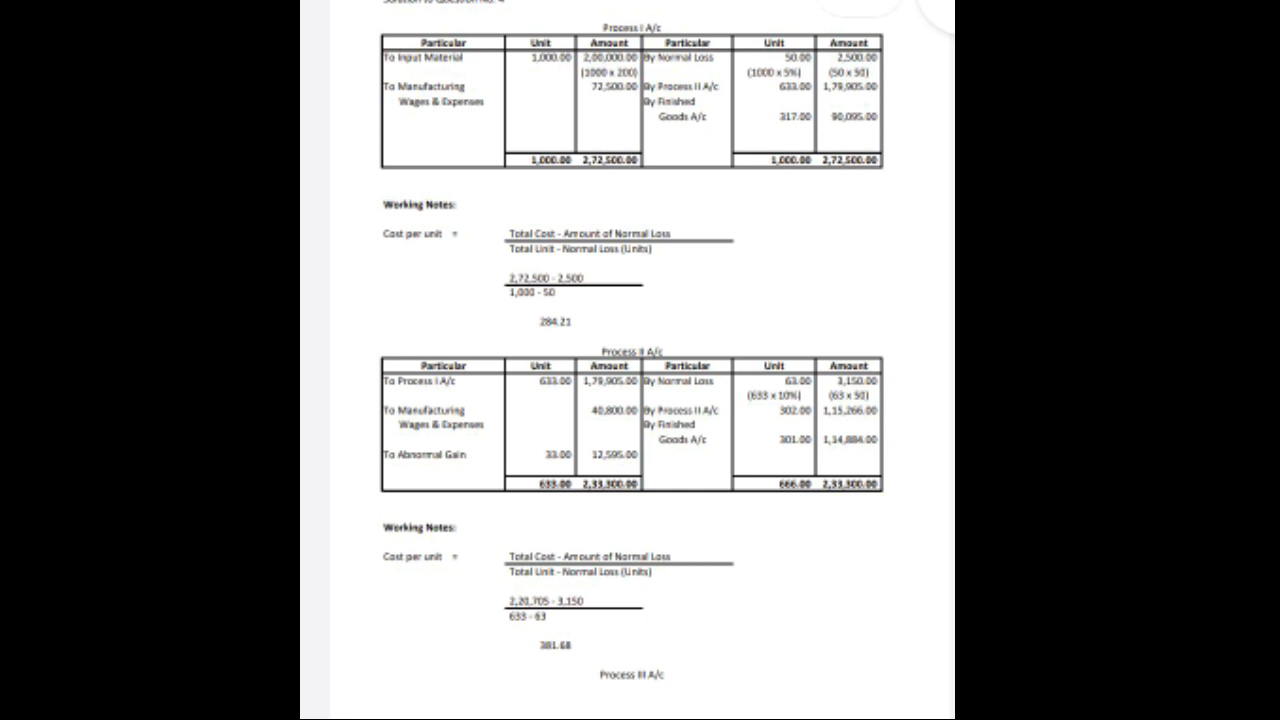 Solution to Question No. 4
Process I A/c
Particular Unit Amount Particular Unit Amount
To Input Material 1,000.00 2,00,000.00 By Normal Loss 50.00 2,500.00
(1000 x 200) (1000 x 5%) (50 x 50)
To Manufacturing 72,500.00 By Process II A/c 633.00 1,79,905.00
Wages & Expenses By Finished
Goods A/c 317.00 90,095.00
1,000.00 2,72,500.00 1,000.00 2,72,500.00
Working Notes:
Cost per unit = Total Cost - Amount of Normal Loss
Total Unit - Normal Loss (Units)
2,72,500 - 2,500
1,000 - 50
284.21
Process II A/c
Particular Unit Amount Particular Unit Amount
To Process I A/c 633.00 1,79,905.00 By Normal Loss 63.00 3,150.00
(633 x 10%) (63 x 50)
To Manufacturing 40,800.00 By Process II A/c 302.00 1,15,266.00
Wages & Expenses By Finished
Goods A/c 301.00 1,14,884.00
To Abnormal Gain 33.00 12,595.00
633.00 2,33,300.00 666.00 2,33,300.00
Working Notes:
Cost per unit = Total Cost - Amount of Normal Loss
Total Unit - Normal Loss (Units)
2,20,705 - 3,150
633 - 63
381.68
Process III A/c